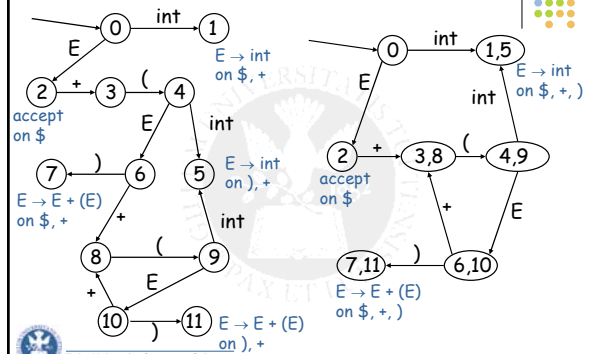 0
int
1
E
E → int
on $, +
2
+
3
(
4
accept
on $
E
int
7
)
6
5
E → int
on ), +
E → E + (E)
on $, +
+
int
8
(
9
E
+
10
)
11
E → E + (E)
on ), +
0
int
1,5
E → int
on $, +, )
E
int
2
+
3,8
(
4,9
accept
on $
+
E
7,11
)
6,10
E → E + (E)
on $, +, )